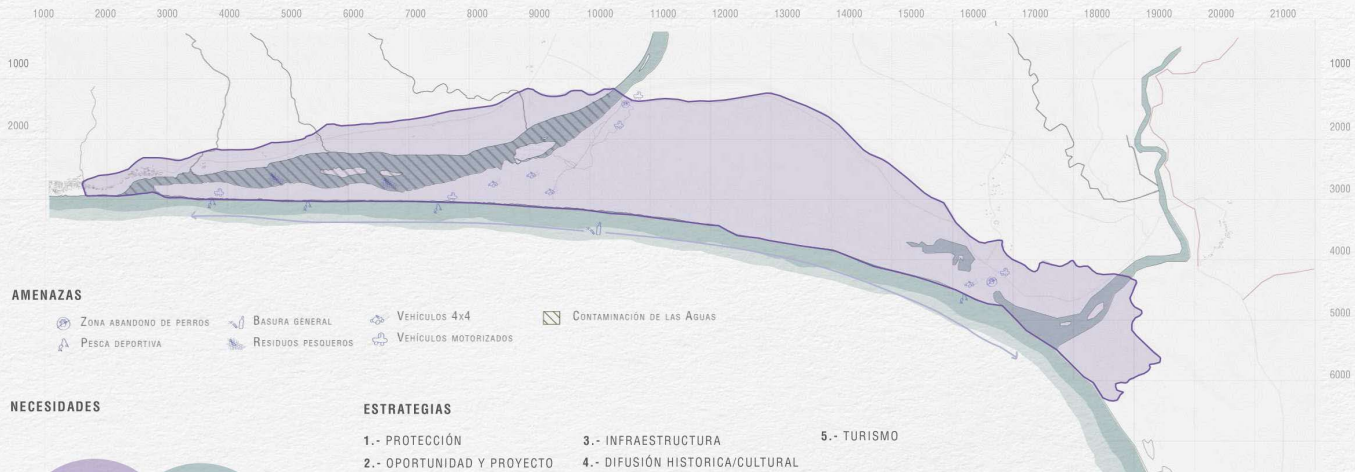 1000 2000 3000 4000 5000 6000 7000 8000 9000 10000 11000 12000 13000 14000 15000 16000 17000 18000 19000 20000 21000
1000 1000
2000 2000
3000 3000
4000
5000
6000
AMENAZAS
ZONA ABANDONO DE PERROS BASURA GENERAL VEHÍCULOS 4X4 CONTAMINACIÓN DE LAS AGUAS
PESCA DEPORTIVA RESIDUOS PESQUEROS VEHÍCULOS MOTORIZADOS
NECESIDADES ESTRATEGIAS
1.- PROTECCIÓN 3.- INFRAESTRUCTURA 5.- TURISMO
2.- OPORTUNIDAD Y PROYECTO 4.- DIFUSIÓN HISTORICA/CULTURAL